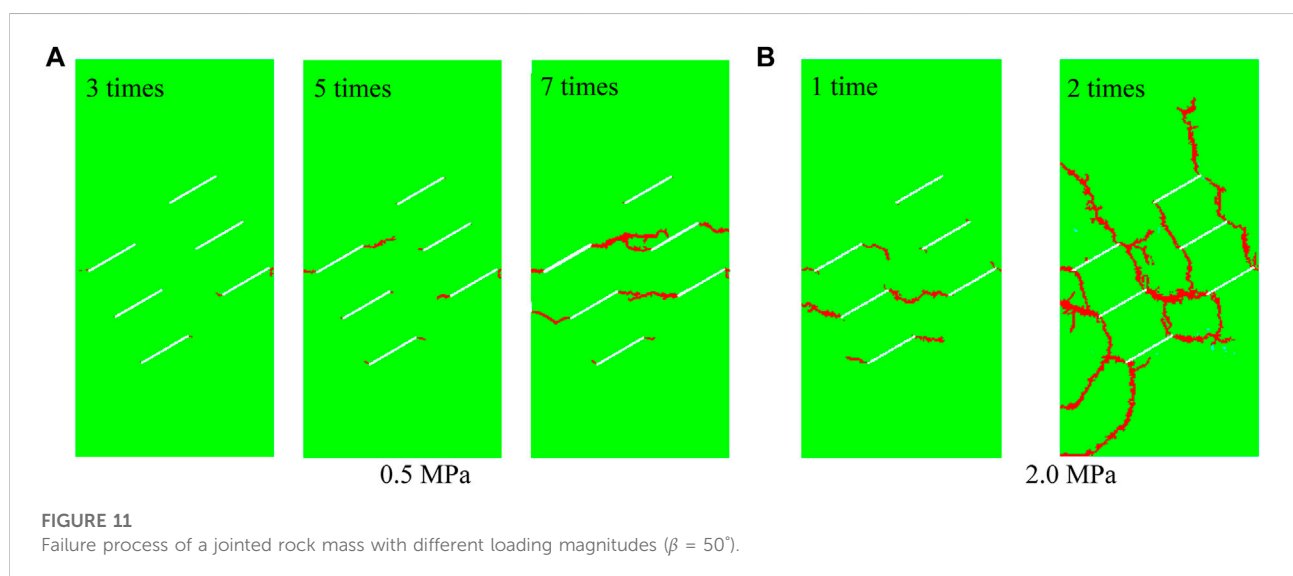 A
B
3 times
5 times
7 times
1 time
2 times
0.5 MPa
2.0 MPa
FIGURE 11
Failure process of a jointed rock mass with different loading magnitudes (β = 50°).